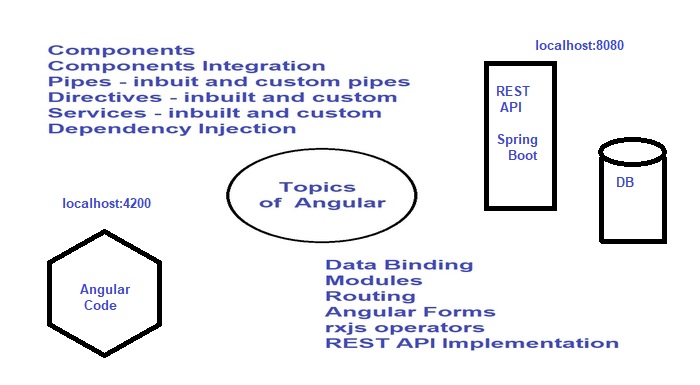 localhost:8080
Components
Components Integration
Pipes - inbuit and custom pipes
Directives - inbuilt and custom
Services - inbuilt and custom
Dependency Injection
REST
API
Spring
Boot
DB
Topics
of Angular
localhost:4200
Angular
Code
Data Binding
Modules
Routing
Angular Forms
rxjs operators
REST API Implementation